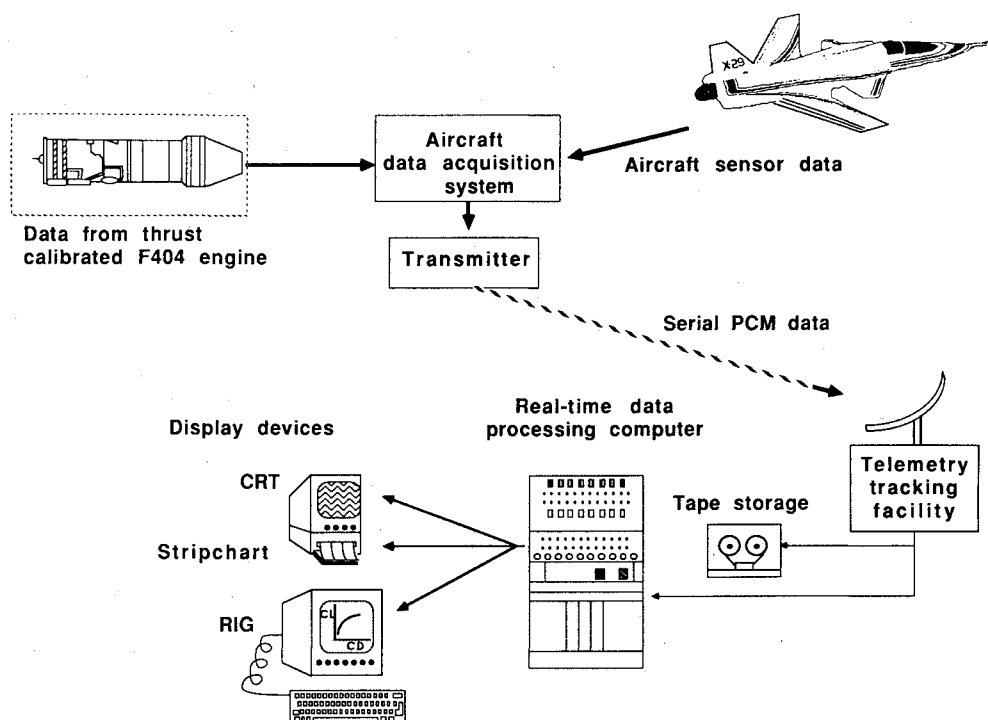 X-29
Aircraft
data acquisition
system
Aircraft sensor data
Data from thrust
calibrated F404 engine
Transmitter
Serial PCM data
Real-time data
processing computer
Display devices
CRT
Telemetry
tracking
facility
Tape storage
Stripchart
RIG
CL
CD